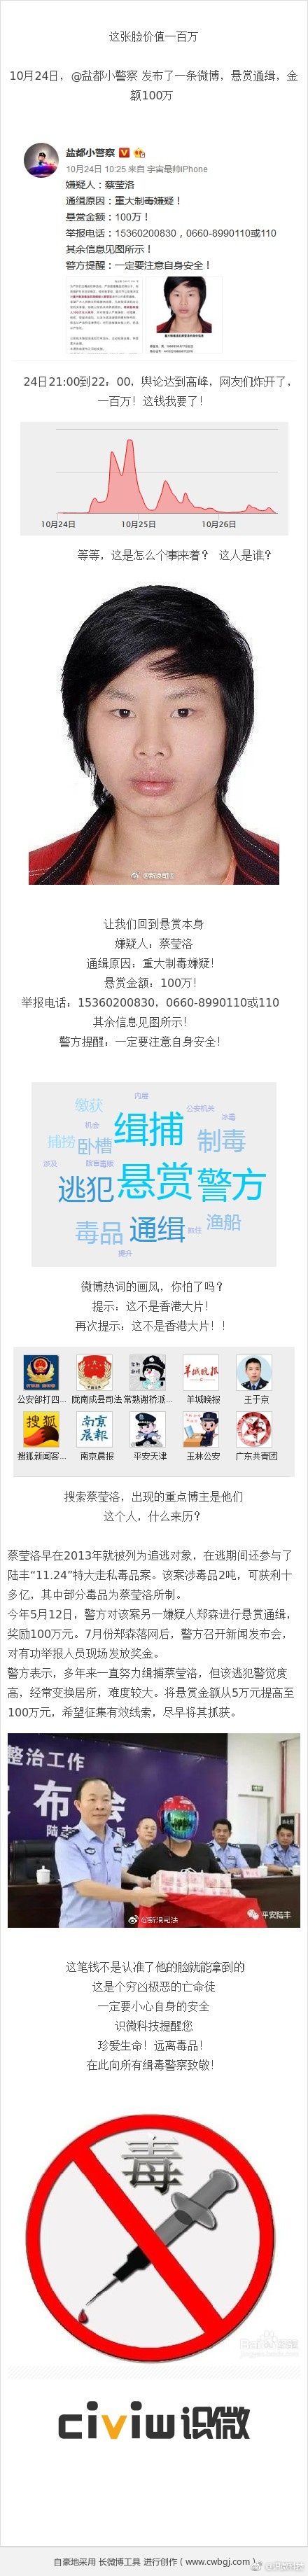 这张脸价值一百万
10月24日，@盐都小警察 发布了一条微博，悬赏通缉，金
额100万
盐都小警察
10月24日 10:25 来自 宇宙最帅iPhone
嫌疑人：蔡莹洛
通缉原因：重大制毒嫌疑！
悬赏金额：100万！
举报电话：15360200830，0660-8990110或110
其余信息见图所示！
警方提醒：一定要注意自身安全！
24日21:00到22：00，舆论达到高峰，网友们炸开了，
一百万！这钱我要了！
10月24日 10月25日 10月26日
等等，这是怎么个事来着？ 这人是谁？
@新浪司法
让我们回到悬赏本身
嫌疑人：蔡莹洛
通缉原因：重大制毒嫌疑！
悬赏金额：100万！
举报电话：15360200830，0660-8990110或110
其余信息见图所示！
警方提醒：一定要注意自身安全！
内层
缴获
公安机关
机会
缉捕
涉毒
捕捞
卧槽
制毒
涉及
逃犯
悬赏
警方
毒品
通缉
渔船
提升
微博热词的画风，你怕了吗？
提示：这不是香港大片！
再次提示：这不是香港大片！！
公安部打四... 陇南成县司法 常熟谢桥派... 羊城晚报 王于京
搜狐新闻客... 南京晨报 平安天津 玉林公安 广东共青团
搜索蔡莹洛，出现的重点博主是他们
这个人，什么来历？
蔡莹洛早在2013年就被列为追逃对象，在逃期间还参与了
陆丰“11.24”特大走私毒品案。该案涉毒品2吨，可获利十
多亿，其中部分毒品为蔡莹洛所制。
今年5月12日，警方对该案另一嫌疑人郑森进行悬赏通缉，
奖励100万元。7月份郑森落网后，警方召开新闻发布会，
对有功举报人员现场发放奖金。
警方表示，多年来一直努力缉捕蔡莹洛，但该逃犯警觉度
高，经常变换居所，难度较大。将悬赏金额从5万元提高至
100万元，希望征集有效线索，尽早将其抓获。
整治工作
布会
@新浪司法
平安陆丰
这笔钱不是认准了他的脸就能拿到的
这是个穷凶极恶的亡命徒
一定要小心自身的安全
识微科技提醒您
珍爱生命！远离毒品！
在此向所有缉毒警察致敬！
毒
civiw识微
自豪地采用 长微博工具 进行创作（www.cwbgj.com）